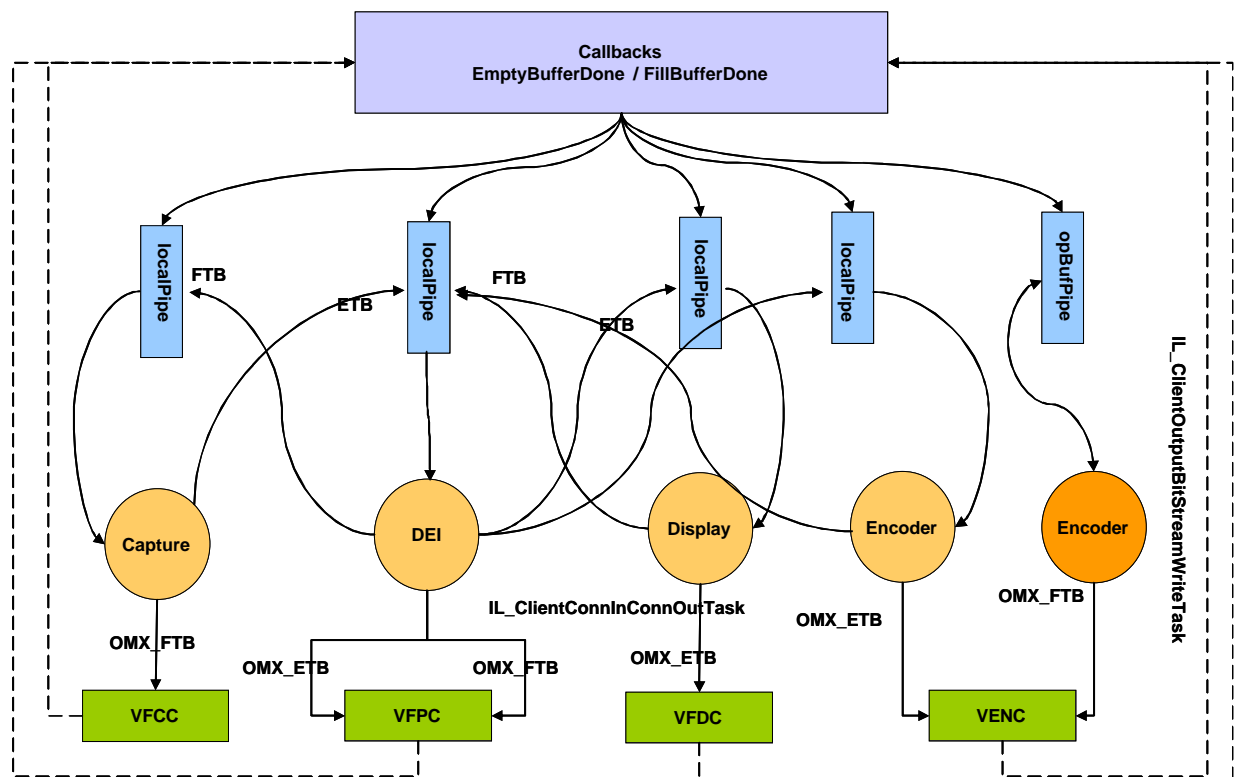 Callbacks
EmptyBufferDone / FillBufferDone
localPipe
localPipe
localPipe
localPipe
opBufPipe
FTB
ETB
FTB
ETB
IL_ClientOutputBitStreamWriteTask
Capture
DEI
Display
Encoder
Encoder
IL_ClientConnInConnOutTask
OMX_FTB
OMX_ETB
OMX_FTB
OMX_ETB
OMX_ETB
OMX_FTB
VFCC
VFPC
VFDC
VENC